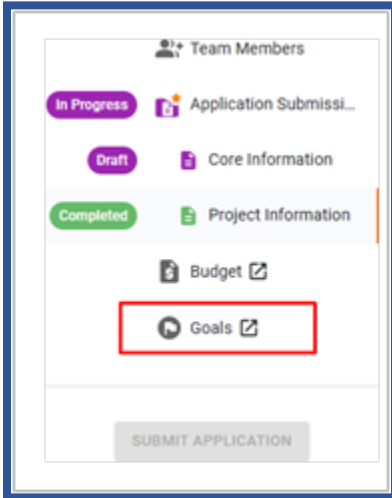 Team Members
In Progress Application Submissi...
Draft Core Information
Completed Project Information
Budget
Goals
SUBMIT APPLICATION